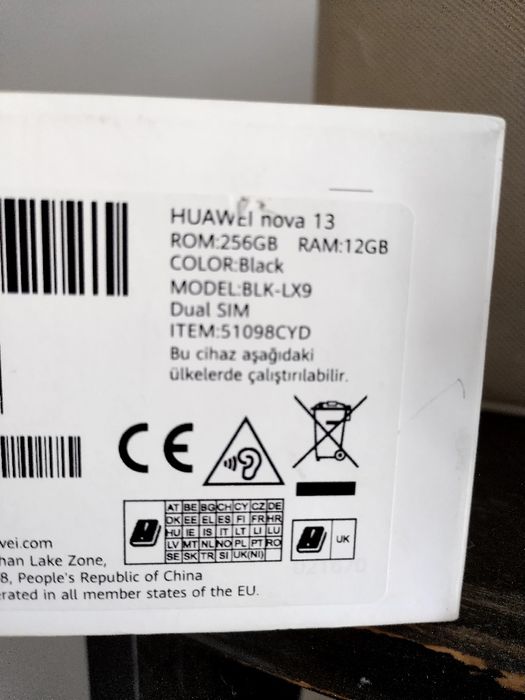 HUAWEI nova 13
ROM:256GB RAM:12GB
COLOR:Black
MODEL:BLK-LX9
Dual SIM
ITEM:51098CYD
Bu cihaz aşağıdaki
ülkelerde çalıştırılabilir.
CE
AT BE BG CH CY CZ DE
DK EE EL ES FI FR HR
HU IE IS IT LT LI LU
LV MT NL NO PL PT RO
SE SK TR SI UK(NI)
UK
wei.com
han Lake Zone,
8, People's Republic of China
rated in all member states of the EU.